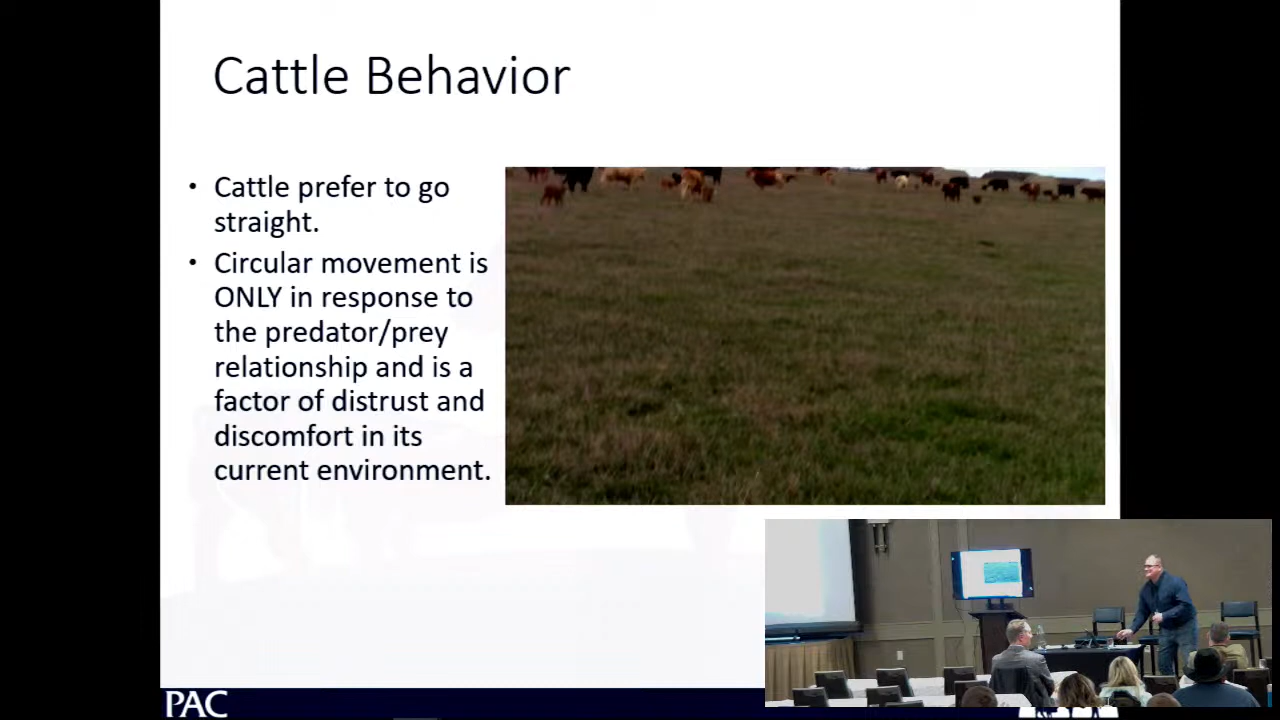 Cattle Behavior
• Cattle prefer to go
straight.
• Circular movement is
ONLY in response to
the predator/prey
relationship and is a
factor of distrust and
discomfort in its
current environment.
PAC